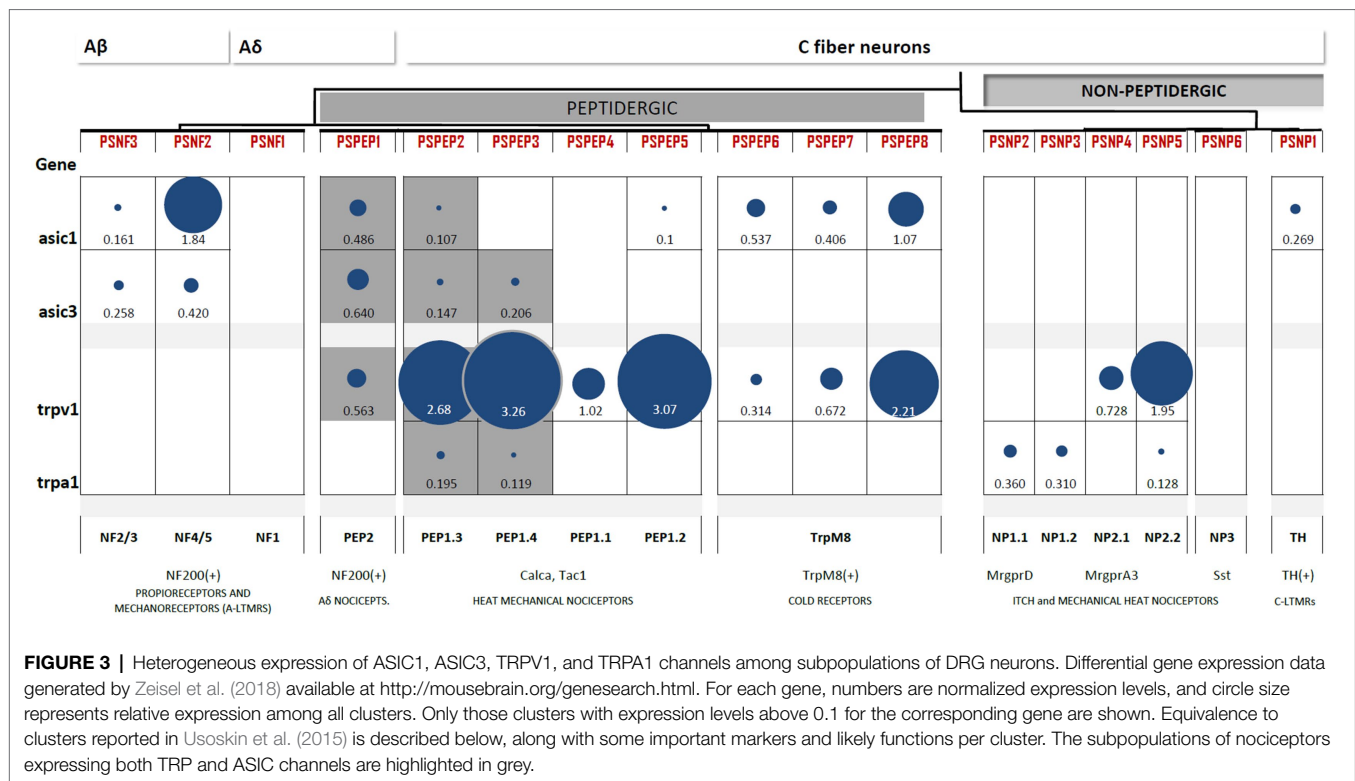 Aβ Aδ C fiber neurons
NON-PEPTIDERGIC
PEPTIDERGIC
PSNF3 PSNF2 PSNF1 PSPEP1 PSPEP2 PSPEP3 PSPEP4 PSPEP5 PSPEP6 PSPEP7 PSPEP8 PSNP2 PSNP3 PSNP4 PSNP5 PSNP6 PSNP1
Gene
asic1 0.161 1.84 0.486 0.107 0.1 0.537 0.406 1.07 0.269
asic3 0.258 0.420 0.640 0.147 0.206
trpv1 0.563 2.68 3.26 1.02 3.07 0.314 0.672 2.21 0.728 1.95
trpa1 0.195 0.119 0.360 0.310 0.128
NF2/3 NF4/5 NF1 PEP2 PEP1.3 PEP1.4 PEP1.1 PEP1.2 TrpM8 NP1.1 NP1.2 NP2.1 NP2.2 NP3 TH
NF200(+) NF200(+) Calca, Tac1 TrpM8(+) MrgprD MrgprA3 Sst TH(+)
PROPIORECEPTORS AND MECHANORECEPTORS (A-LTMRS) Aδ NOCICEPTS. HEAT MECHANICAL NOCICEPTORS COLD RECEPTORS ITCH and MECHANICAL HEAT NOCICEPTORS C-LTMRs
FIGURE 3 | Heterogeneous expression of ASIC1, ASIC3, TRPV1, and TRPA1 channels among subpopulations of DRG neurons. Differential gene expression data
generated by Zeisel et al. (2018) available at http://mousebrain.org/genesearch.html. For each gene, numbers are normalized expression levels, and circle size
represents relative expression among all clusters. Only those clusters with expression levels above 0.1 for the corresponding gene are shown. Equivalence to
clusters reported in Usoskin et al. (2015) is described below, along with some important markers and likely functions per cluster. The subpopulations of nociceptors
expressing both TRP and ASIC channels are highlighted in grey.